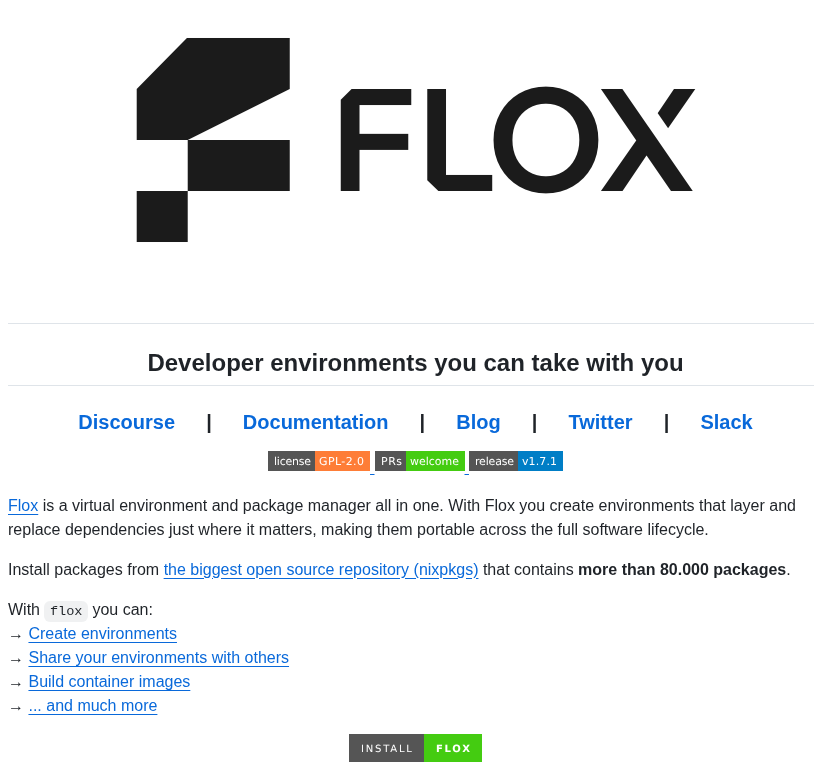 FLOX
Developer environments you can take with you
Discourse | Documentation | Blog | Twitter | Slack
license GPL-2.0 PRs welcome release v1.7.1
Flox is a virtual environment and package manager all in one. With Flox you create environments that layer and
replace dependencies just where it matters, making them portable across the full software lifecycle.
Install packages from the biggest open source repository (nixpkgs) that contains more than 80.000 packages.
With flox you can:
→ Create environments
→ Share your environments with others
→ Build container images
→ ... and much more
INSTALL FLOX